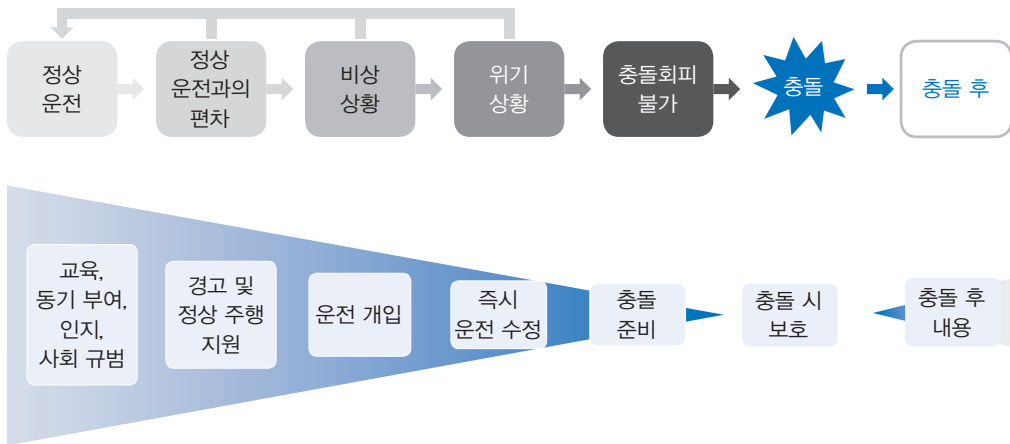 정상
운전
정상
운전과의
편차
비상
상황
위기
상황
충돌회피
불가
충돌
충돌 후
교육,
동기 부여,
인지,
사회 규범
경고 및
정상 주행
지원
운전 개입
즉시
운전 수정
충돌
준비
충돌 시
보호
충돌 후
내용